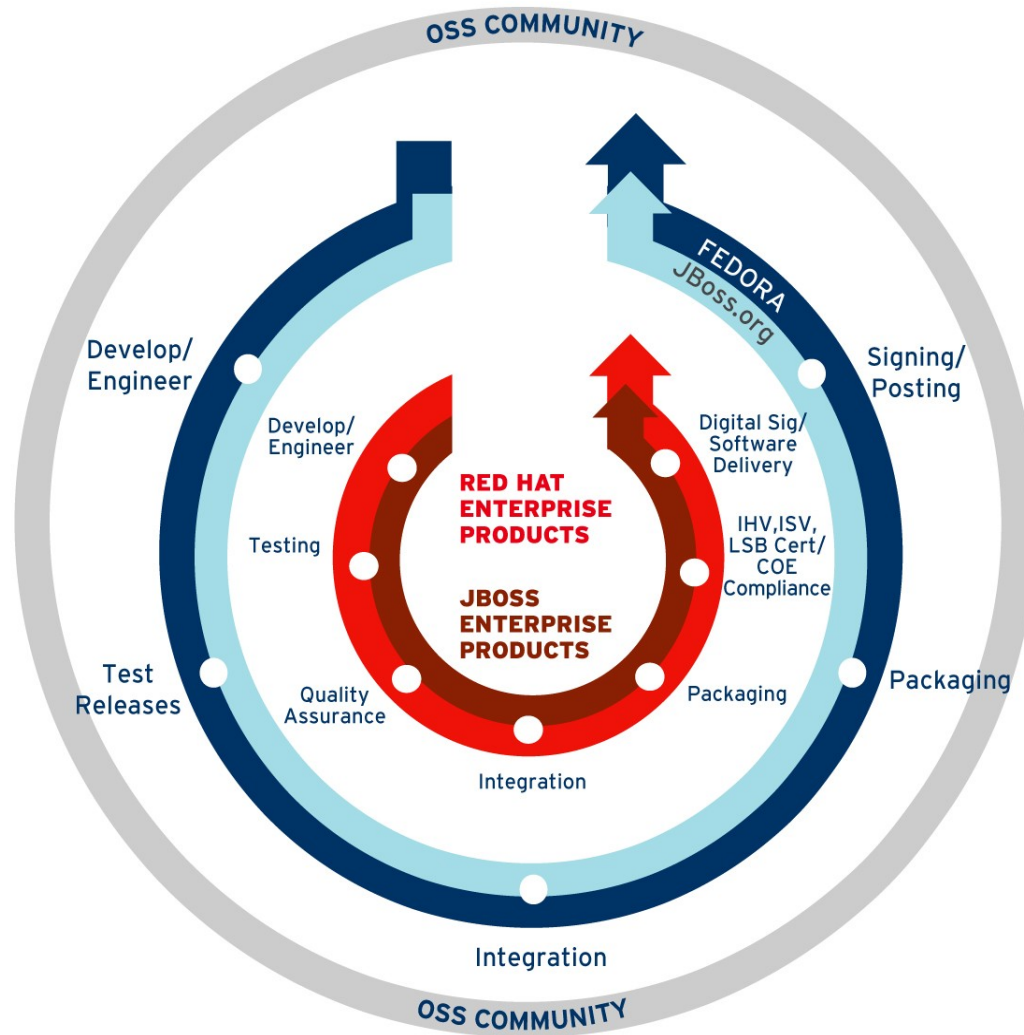 OSS COMMUNITY
FEDORA
JBoss.org
Develop/
Engineer
Signing/
Posting
Develop/
Engineer
Digital Sig/
Software
Delivery
RED HAT
ENTERPRISE
PRODUCTS
Testing
IHV,ISV,
LSB Cert/
COE
Compliance
JBOSS
ENTERPRISE
PRODUCTS
Test
Releases
Quality
Assurance
Packaging
Packaging
Integration
Integration
OSS COMMUNITY